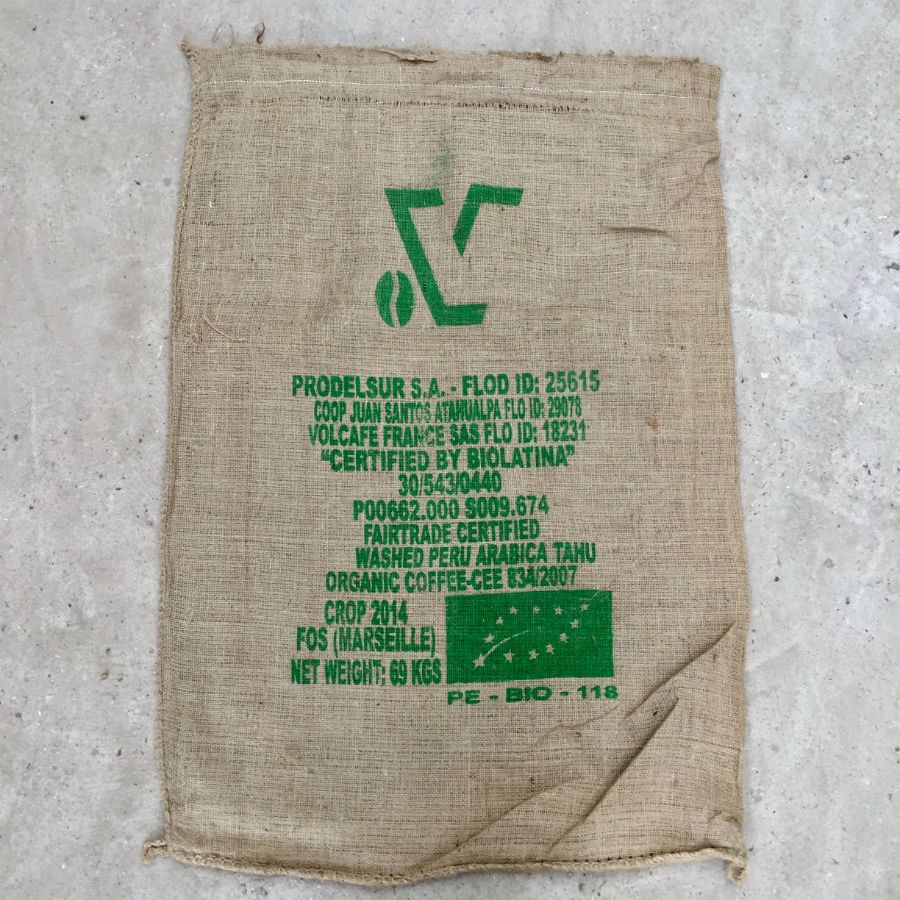 PRODELSUR S.A. - FLOD ID: 25615
COOP JUAN SANTOS ATAHUALPA FLO ID: 29078
VOLCAFE FRANCE SAS FLO ID: 18231
"CERTIFIED BY BIOLATINA"
30/543/0440
P00662.000 S009.674
FAIRTRADE CERTIFIED
WASHED PERU ARABICA TAHU
ORGANIC COFFEE-CEE 834/2007
CROP 2014
FOS (MARSEILLE)
NET WEIGHT: 69 KGS
PE - BIO - 118